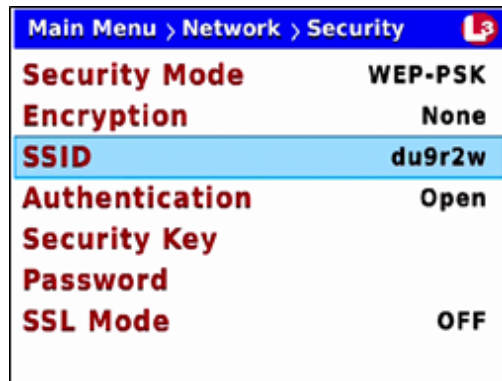 Main Menu > Network > Security L3
Security Mode WEP-PSK
Encryption None
SSID du9r2w
Authentication Open
Security Key
Password
SSL Mode OFF